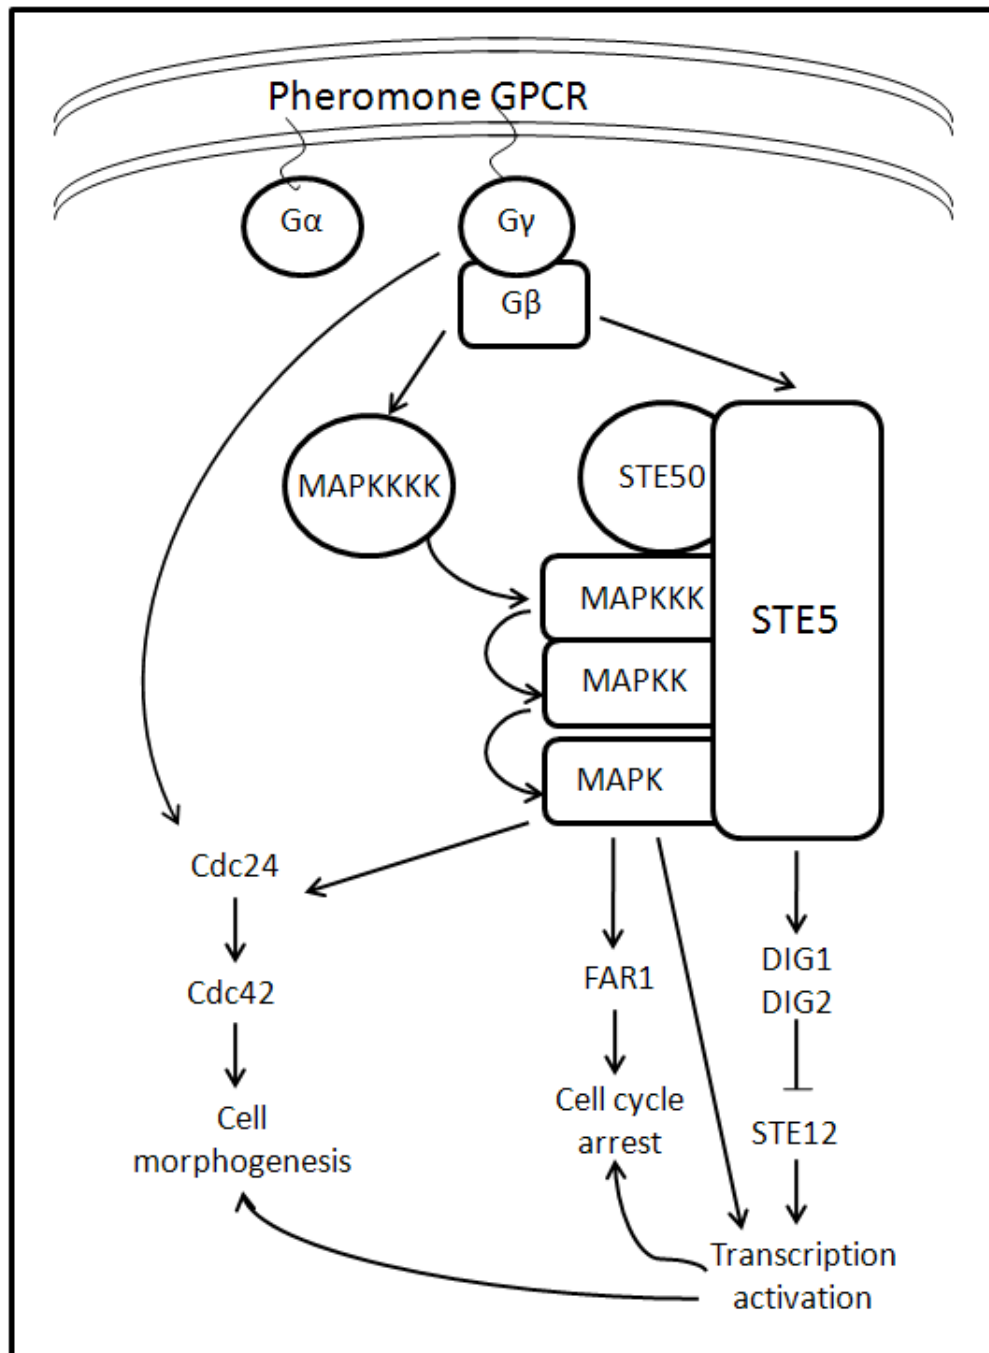 Pheromone GPCR
Gα
Gγ
Gβ
MAPKKKK
STE50
MAPKKK
STE5
MAPKK
MAPK
Cdc24
Cdc42
Cell
morphogenesis
FAR1
Cell cycle
arrest
DIG1
DIG2
STE12
Transcription
activation